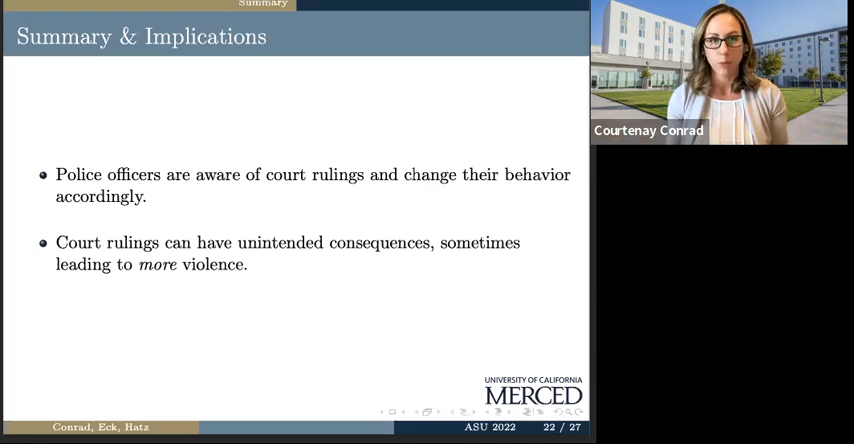 Summary
Summary & Implications
Police officers are aware of court rulings and change their behavior
accordingly.
Court rulings can have unintended consequences, sometimes
leading to more violence.
UNIVERSITY OF CALIFORNIA
MERCED
Conrad, Eck, Hatz
ASU 2022
22 / 27
Courtenay Conrad